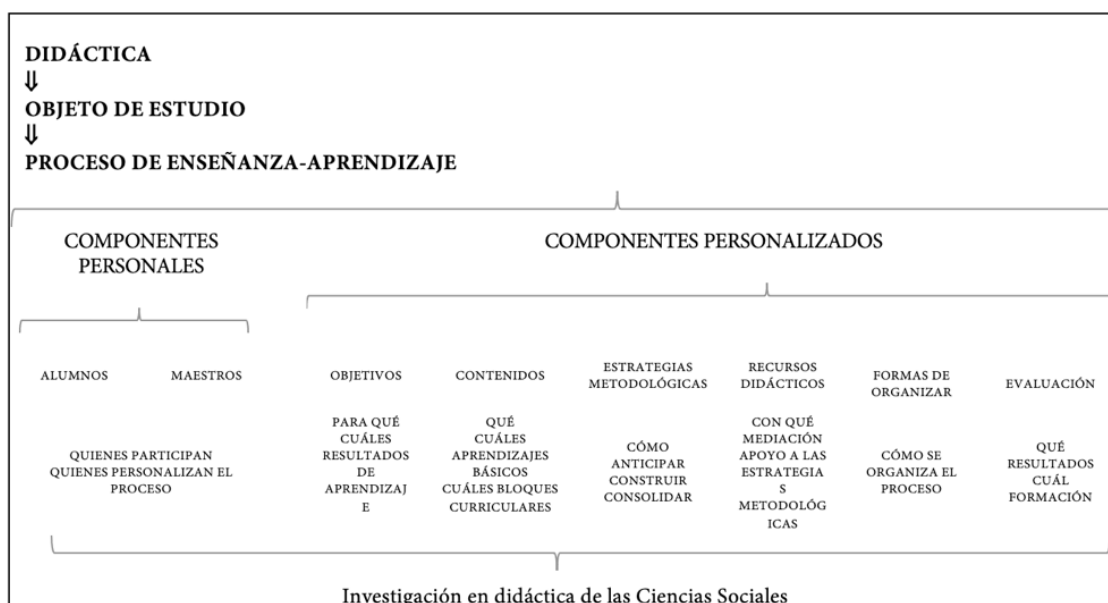 DIDÁCTICA
⇓
OBJETO DE ESTUDIO
⇓
PROCESO DE ENSEÑANZA-APRENDIZAJE
COMPONENTES
PERSONALES
COMPONENTES PERSONALIZADOS
ALUMNOS
MAESTROS
QUIENES PARTICIPAN
QUIENES PERSONALIZAN EL
PROCESO
OBJETIVOS
PARA QUÉ
CUÁLES
RESULTADOS
DE
APRENDIZAJ
E
CONTENIDOS
QUÉ
CUÁLES
APRENDIZAJES
BÁSICOS
CUÁLES BLOQUES
CURRICULARES
ESTRATEGIAS
METODOLÓGICAS
CÓMO
ANTICIPAR
CONSTRUIR
CONSOLIDAR
RECURSOS
DIDÁCTICOS
CON QUÉ
MEDIACIÓN
APOYO A LAS
ESTRATEGIA
S
METODOLÓG
ICAS
FORMAS DE
ORGANIZAR
CÓMO SE
ORGANIZA EL
PROCESO
EVALUACIÓN
QUÉ
RESULTADOS
CUÁL
FORMACIÓN
Investigación en didáctica de las Ciencias Sociales